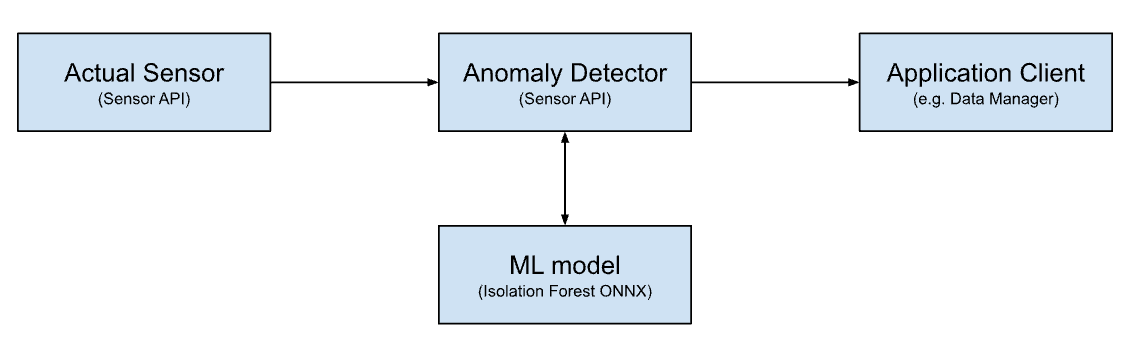 Actual Sensor
(Sensor API)
Anomaly Detector
(Sensor API)
Application Client
(e.g. Data Manager)
ML model
(Isolation Forest ONNX)